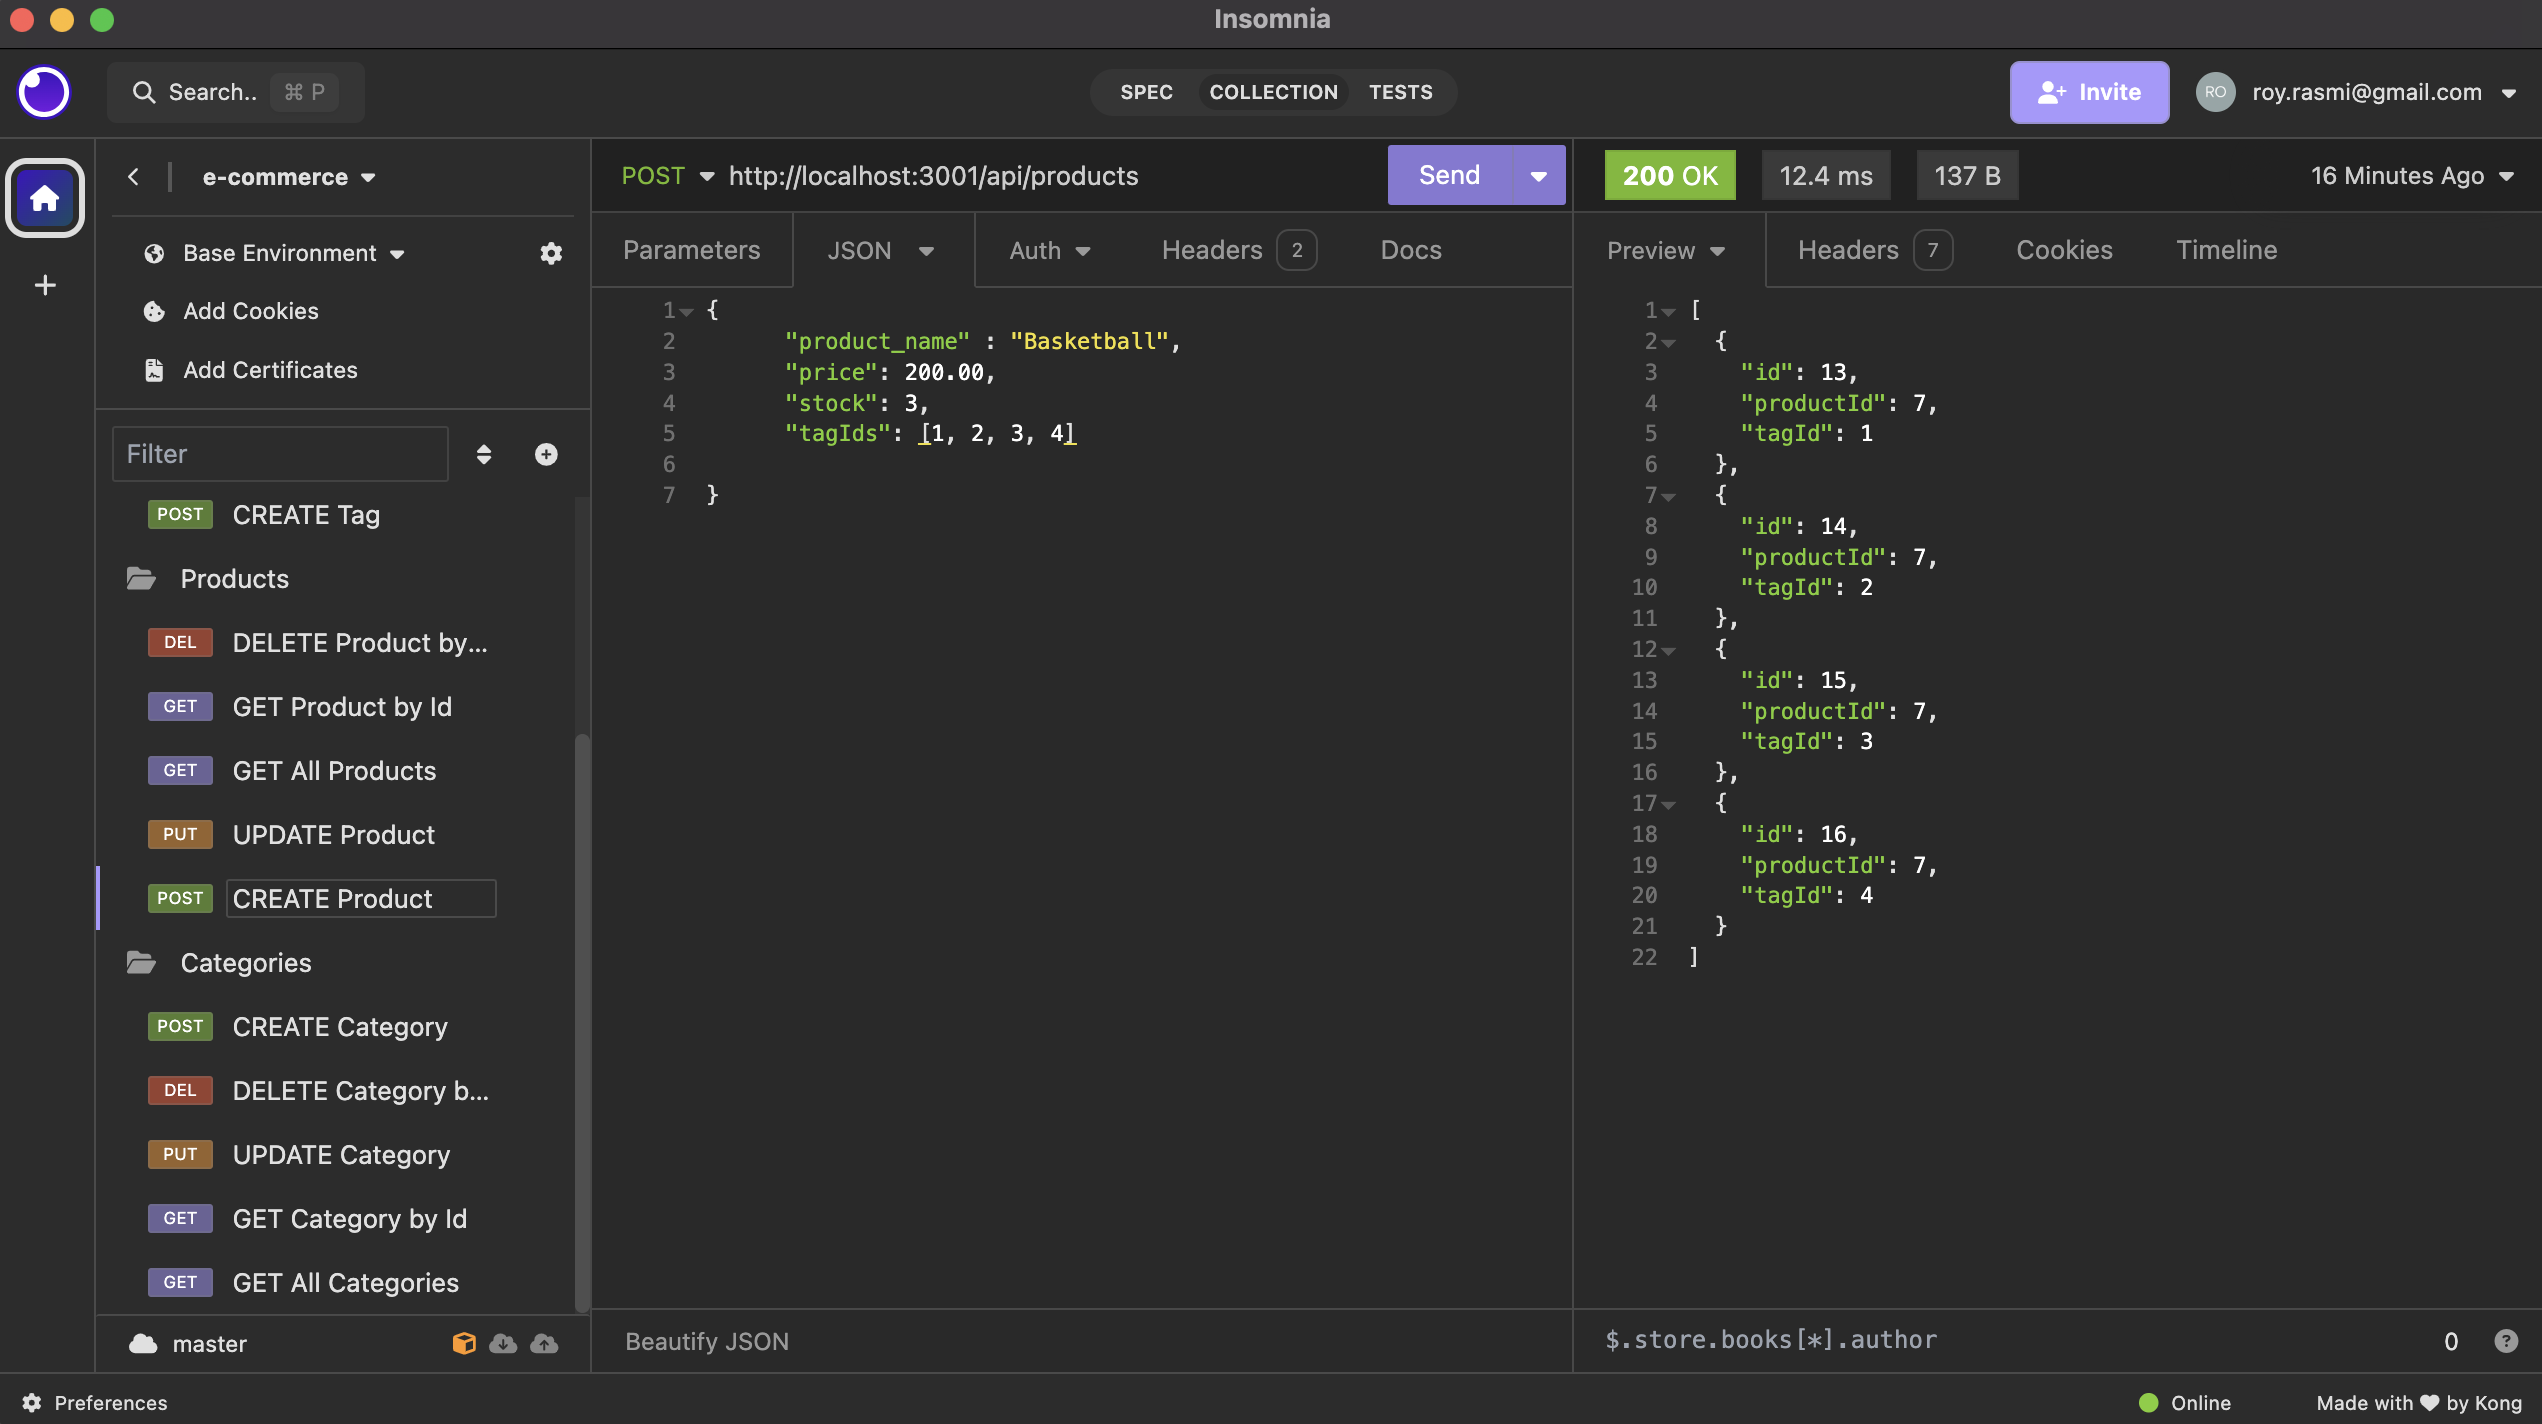 Insomnia
Search.. ⌘ P
SPEC COLLECTION TESTS
Invite
RO roy.rasmi@gmail.com
e-commerce
Base Environment
Add Cookies
Add Certificates
Filter
POST CREATE Tag
Products
DEL DELETE Product by...
GET GET Product by Id
GET GET All Products
PUT UPDATE Product
POST CREATE Product
Categories
POST CREATE Category
DEL DELETE Category b...
PUT UPDATE Category
GET GET Category by Id
GET GET All Categories
master
POST http://localhost:3001/api/products Send
Parameters JSON Auth Headers 2 Docs
1 {
2 "product_name" : "Basketball",
3 "price": 200.00,
4 "stock": 3,
5 "tagIds": [1, 2, 3, 4]
6
7 }
Beautify JSON
200 OK 12.4 ms 137 B 16 Minutes Ago
Preview Headers 7 Cookies Timeline
1 [
2 {
3 "id": 13,
4 "productId": 7,
5 "tagId": 1
6 },
7 {
8 "id": 14,
9 "productId": 7,
10 "tagId": 2
11 },
12 {
13 "id": 15,
14 "productId": 7,
15 "tagId": 3
16 },
17 {
18 "id": 16,
19 "productId": 7,
20 "tagId": 4
21 }
22 ]
$.store.books[*].author 0 ?
Preferences
Online
Made with ♥ by Kong